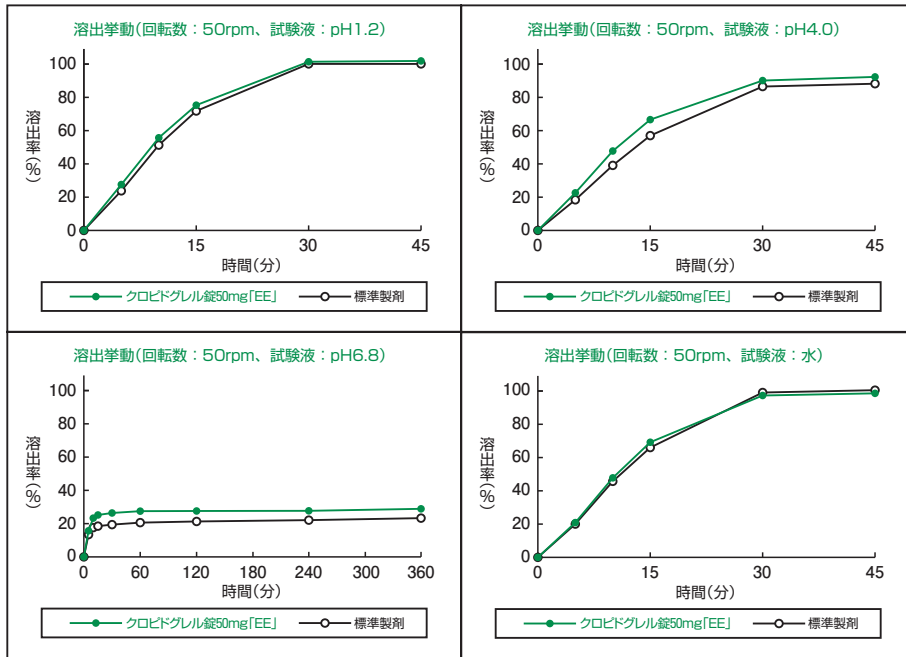 溶出挙動(回転数：50rpm、試験液：pH1.2)
溶出率(%)
100
80
60
40
20
0
0 15 30 45
時間(分)
クロピドグレル錠50mg「EE」 標準製剤
溶出挙動(回転数：50rpm、試験液：pH4.0)
溶出率(%)
100
80
60
40
20
0
0 15 30 45
時間(分)
クロピドグレル錠50mg「EE」 標準製剤
溶出挙動(回転数：50rpm、試験液：pH6.8)
溶出率(%)
100
80
60
40
20
0
0 60 120 180 240 300 360
時間(分)
クロピドグレル錠50mg「EE」 標準製剤
溶出挙動(回転数：50rpm、試験液：水)
溶出率(%)
100
80
60
40
20
0
0 15 30 45
時間(分)
クロピドグレル錠50mg「EE」 標準製剤